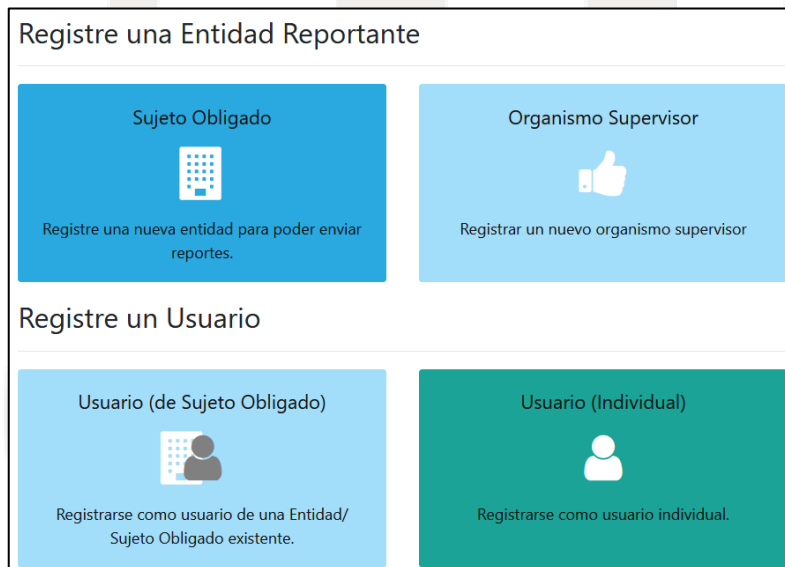 Registre una Entidad Reportante
Sujeto Obligado
Registre una nueva entidad para poder enviar
reportes.
Organismo Supervisor
Registrar un nuevo organismo supervisor
Registre un Usuario
Usuario (de Sujeto Obligado)
Registrarse como usuario de una Entidad/
Sujeto Obligado existente.
Usuario (Individual)
Registrarse como usuario individual.